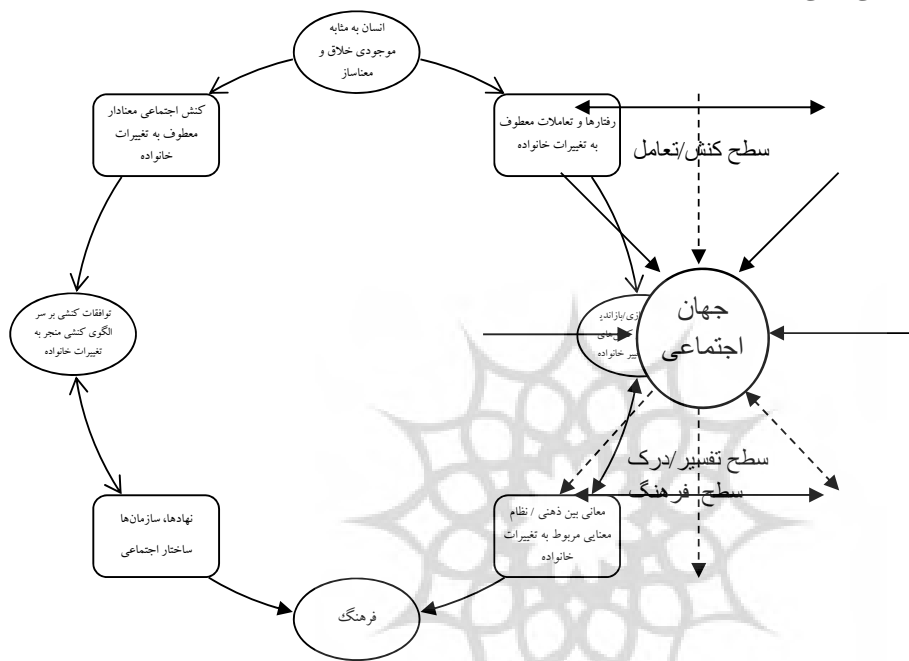 انسان به مثابه
موجودی خلاق و
معناساز
رفتارها و تعاملات معطوف
به تغییرات خانواده
کنش اجتماعی معنادار
معطوف به تغییرات
خانواده
سطح کنش/تعامل
جهان
اجتماعی
خانواده
توافقات کنشی بر سر
الگوی کنشی منجر به
تغییرات خانواده
سطح تفسیر/درک
سطح فرهنگ
معانی بین ذهنی / نظام
معنایی مربوط به تغییرات
خانواده
نهادها، سازمان‌ها
ساختار اجتماعی
فرهنگ